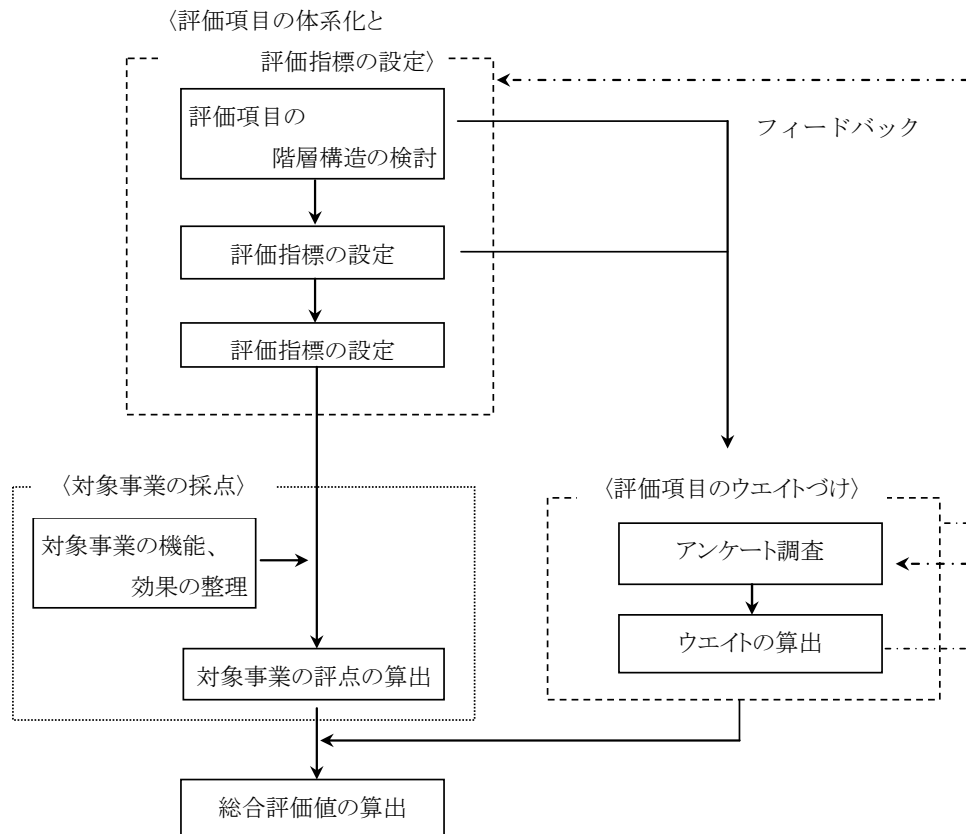 〈評価項目の体系化と
評価指標の設定〉
評価項目の
階層構造の検討
フィードバック
評価指標の設定
評価指標の設定
〈対象事業の採点〉
対象事業の機能、
効果の整理
対象事業の評点の算出
〈評価項目のウエイトづけ〉
アンケート調査
ウエイトの算出
総合評価値の算出